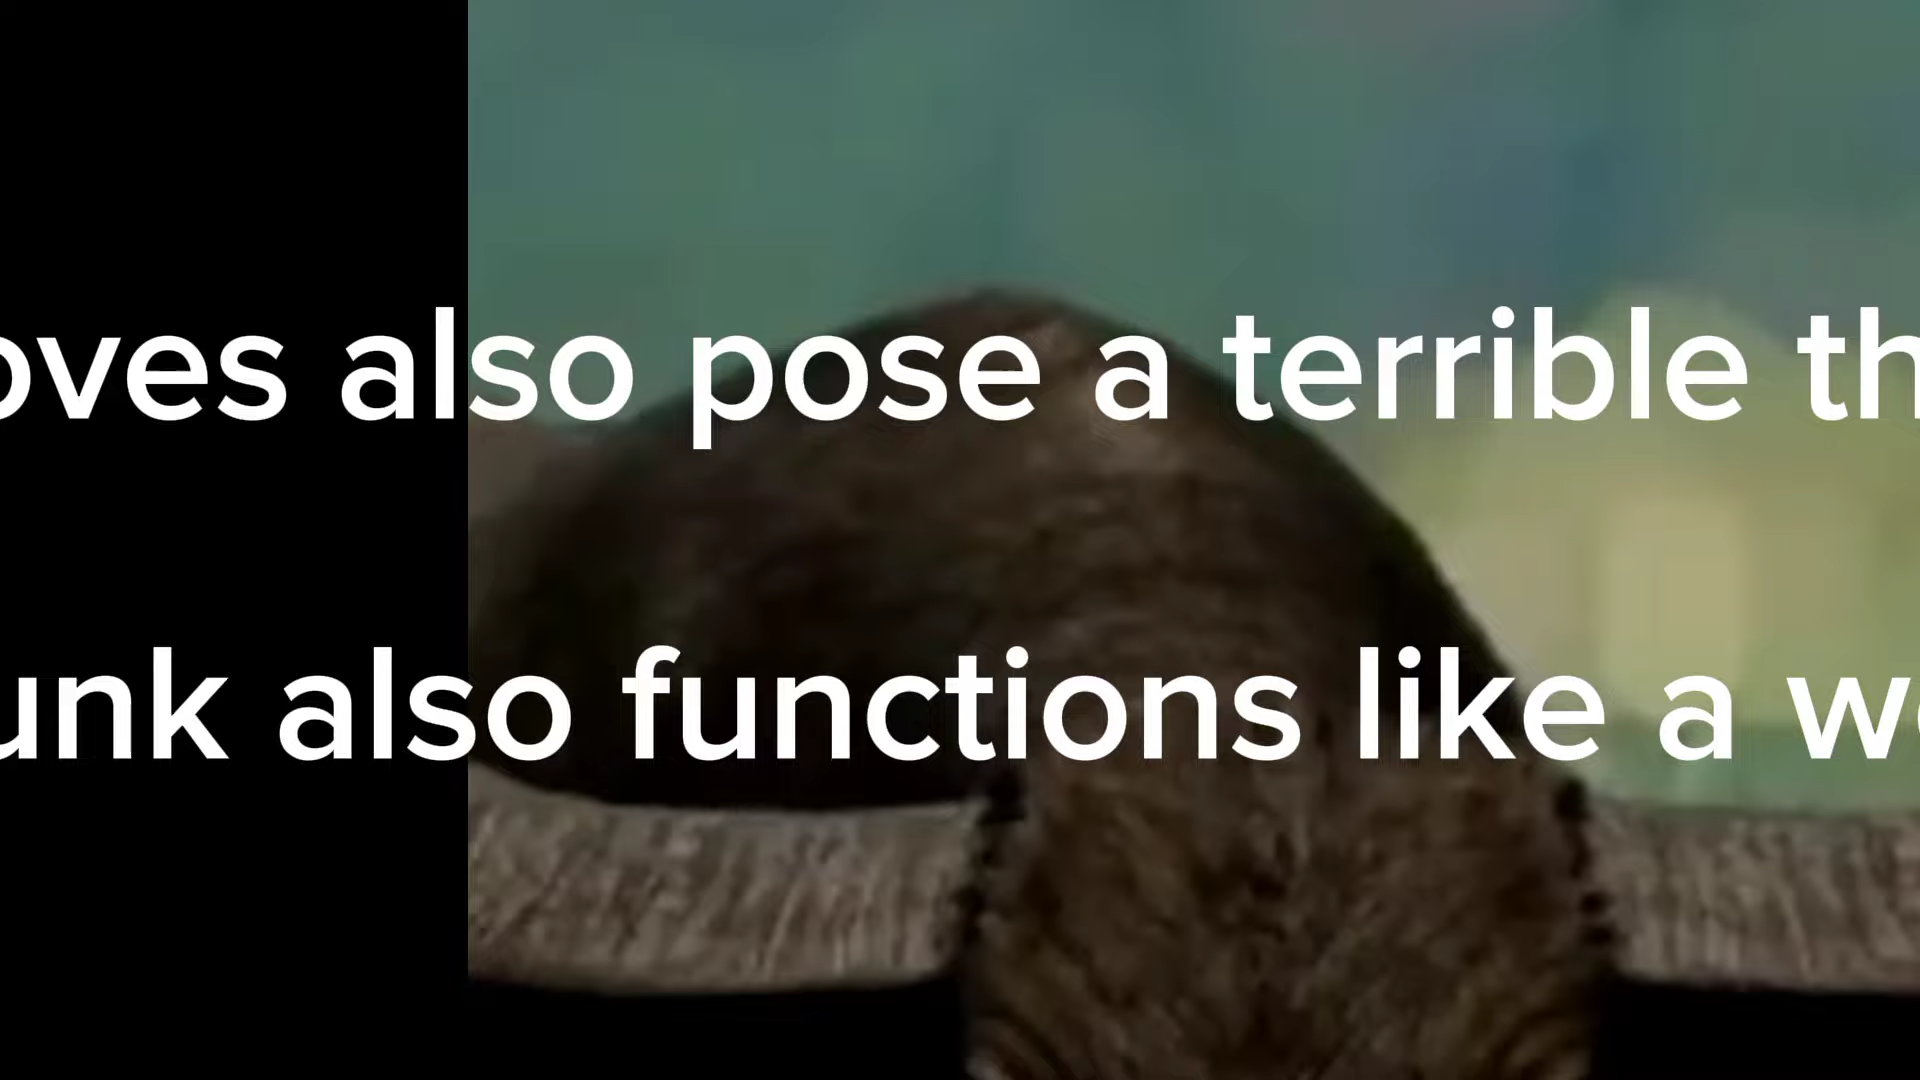 oves also pose a terrible th
unk also functions like a w